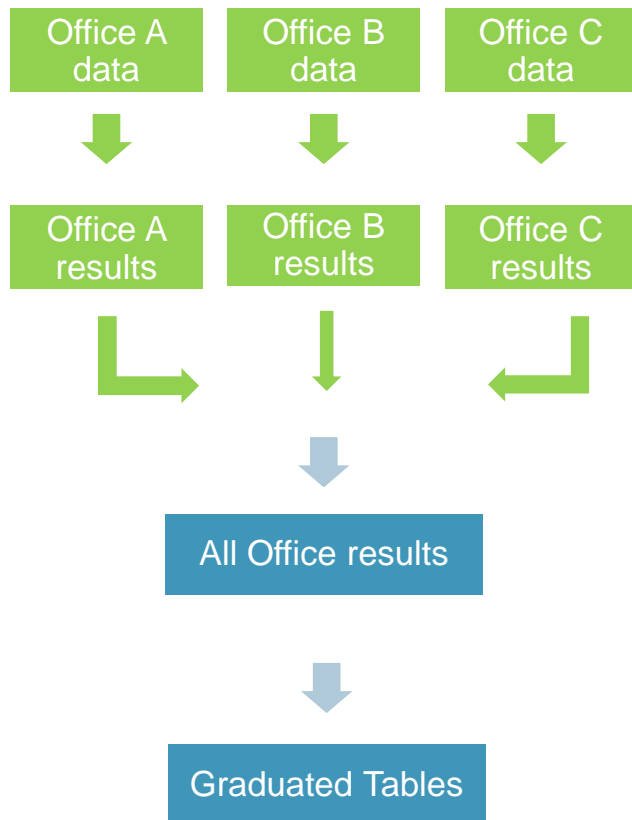 Office A
data
Office B
data
Office C
data
Office A
results
Office B
results
Office C
results
All Office results
Graduated Tables